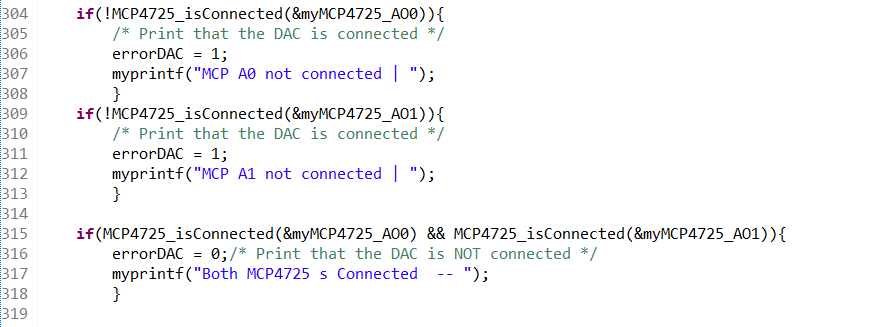 304 if(!MCP4725_isConnected(&myMCP4725_AO0)){
305 /* Print that the DAC is connected */
306 errorDAC = 1;
307 myprintf("MCP A0 not connected | ");
308 }
309 if(!MCP4725_isConnected(&myMCP4725_AO1)){
310 /* Print that the DAC is connected */
311 errorDAC = 1;
312 myprintf("MCP A1 not connected | ");
313 }
314
315 if(MCP4725_isConnected(&myMCP4725_AO0) && MCP4725_isConnected(&myMCP4725_AO1)){
316 errorDAC = 0;/* Print that the DAC is NOT connected */
317 myprintf("Both MCP4725 s Connected  -- ");
318 }
319